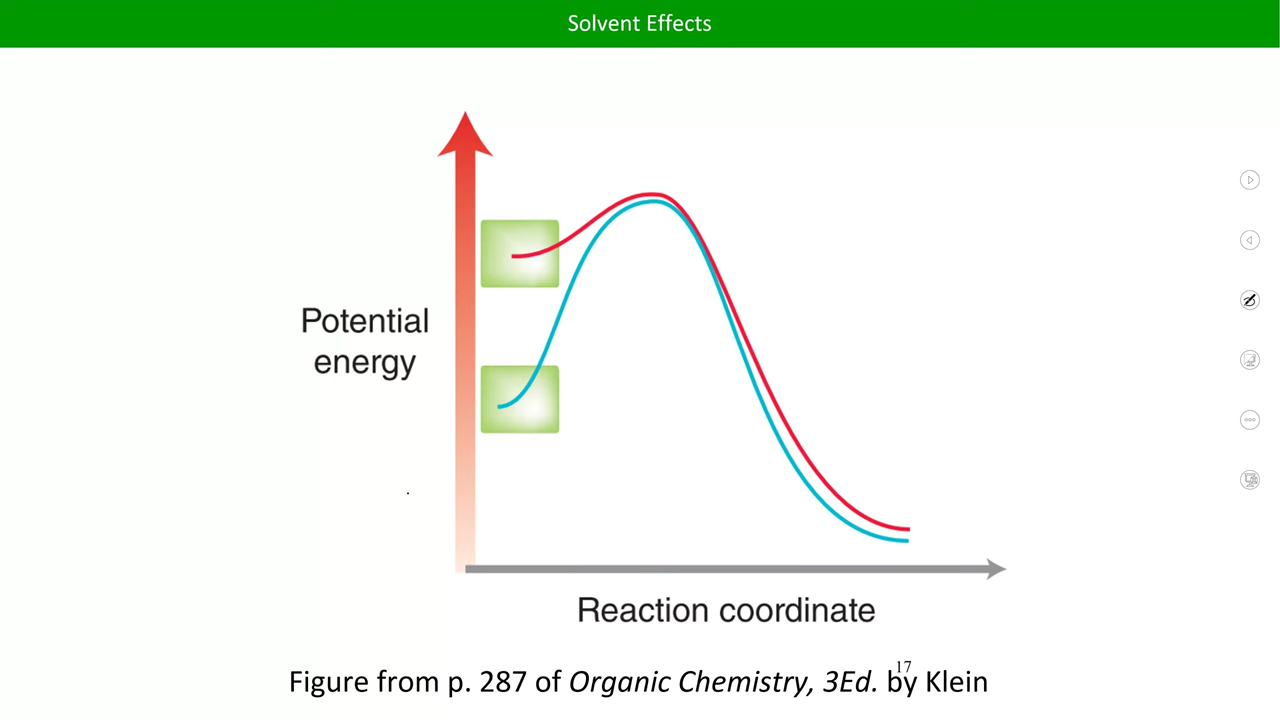 Solvent Effects
Potential
energy
Reaction coordinate
17
Figure from p. 287 of Organic Chemistry, 3Ed. by Klein